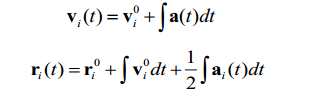 v_i(t) = v_i^0 + ∫a(t)dt
r_i(t) = r_i^0 + ∫v_i^0 dt + 1/2 ∫a_i(t)dt